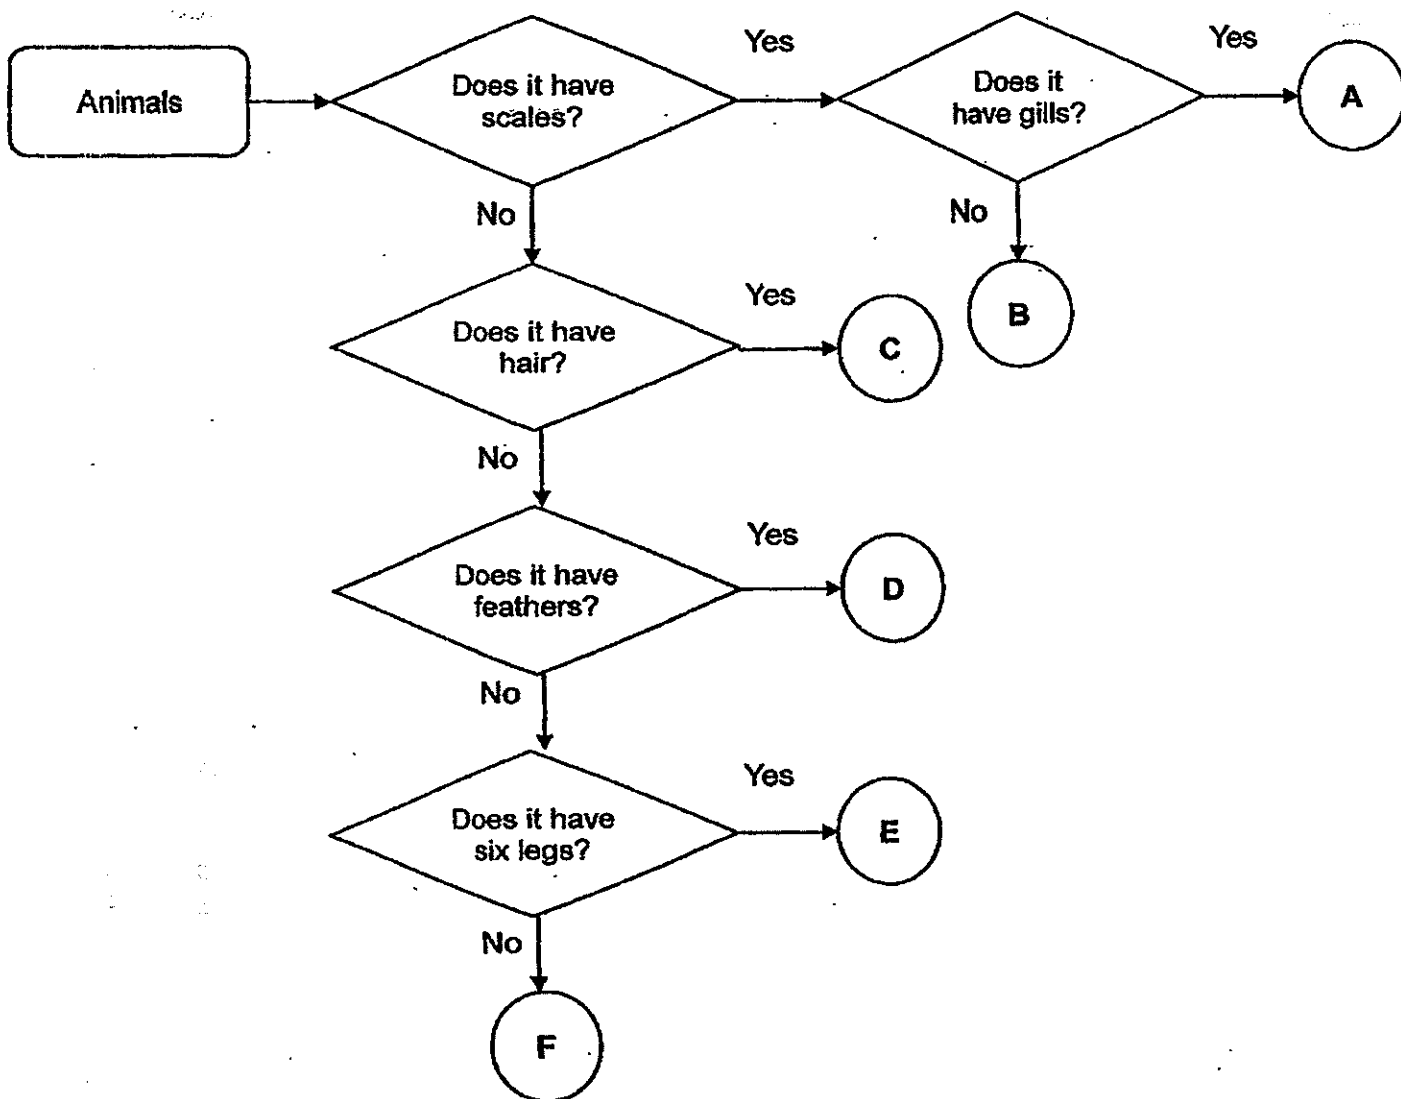 Animals
Does it have
scales?
Yes
Does it
have gills?
Yes
A
No
No
B
Does it have
hair?
Yes
C
No
Does it have
feathers?
Yes
D
No
Does it have
six legs?
Yes
E
No
F